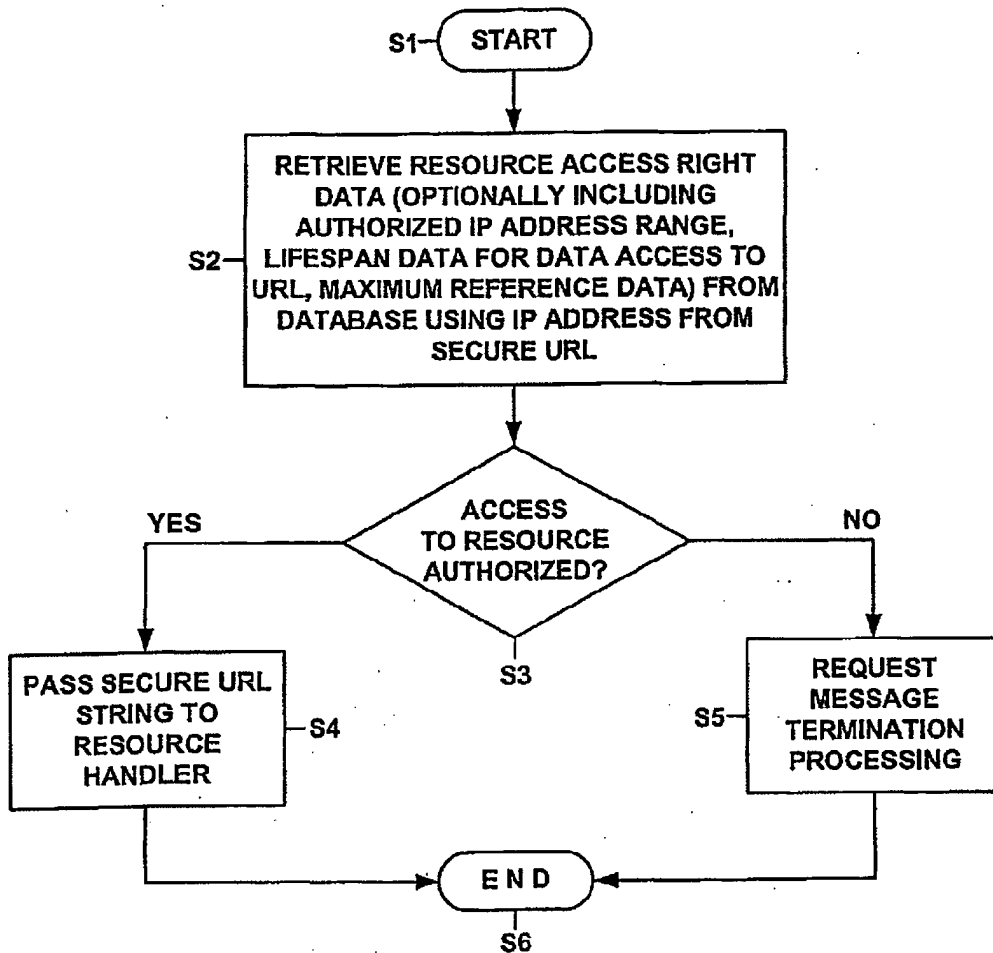 S1
START
RETRIEVE RESOURCE ACCESS RIGHT
DATA (OPTIONALLY INCLUDING
AUTHORIZED IP ADDRESS RANGE,
LIFESPAN DATA FOR DATA ACCESS TO
URL, MAXIMUM REFERENCE DATA) FROM
DATABASE USING IP ADDRESS FROM
SECURE URL
S2
ACCESS
TO RESOURCE
AUTHORIZED?
S3
YES
NO
PASS SECURE URL
STRING TO
RESOURCE
HANDLER
S4
REQUEST
MESSAGE
TERMINATION
PROCESSING
S5
END
S6